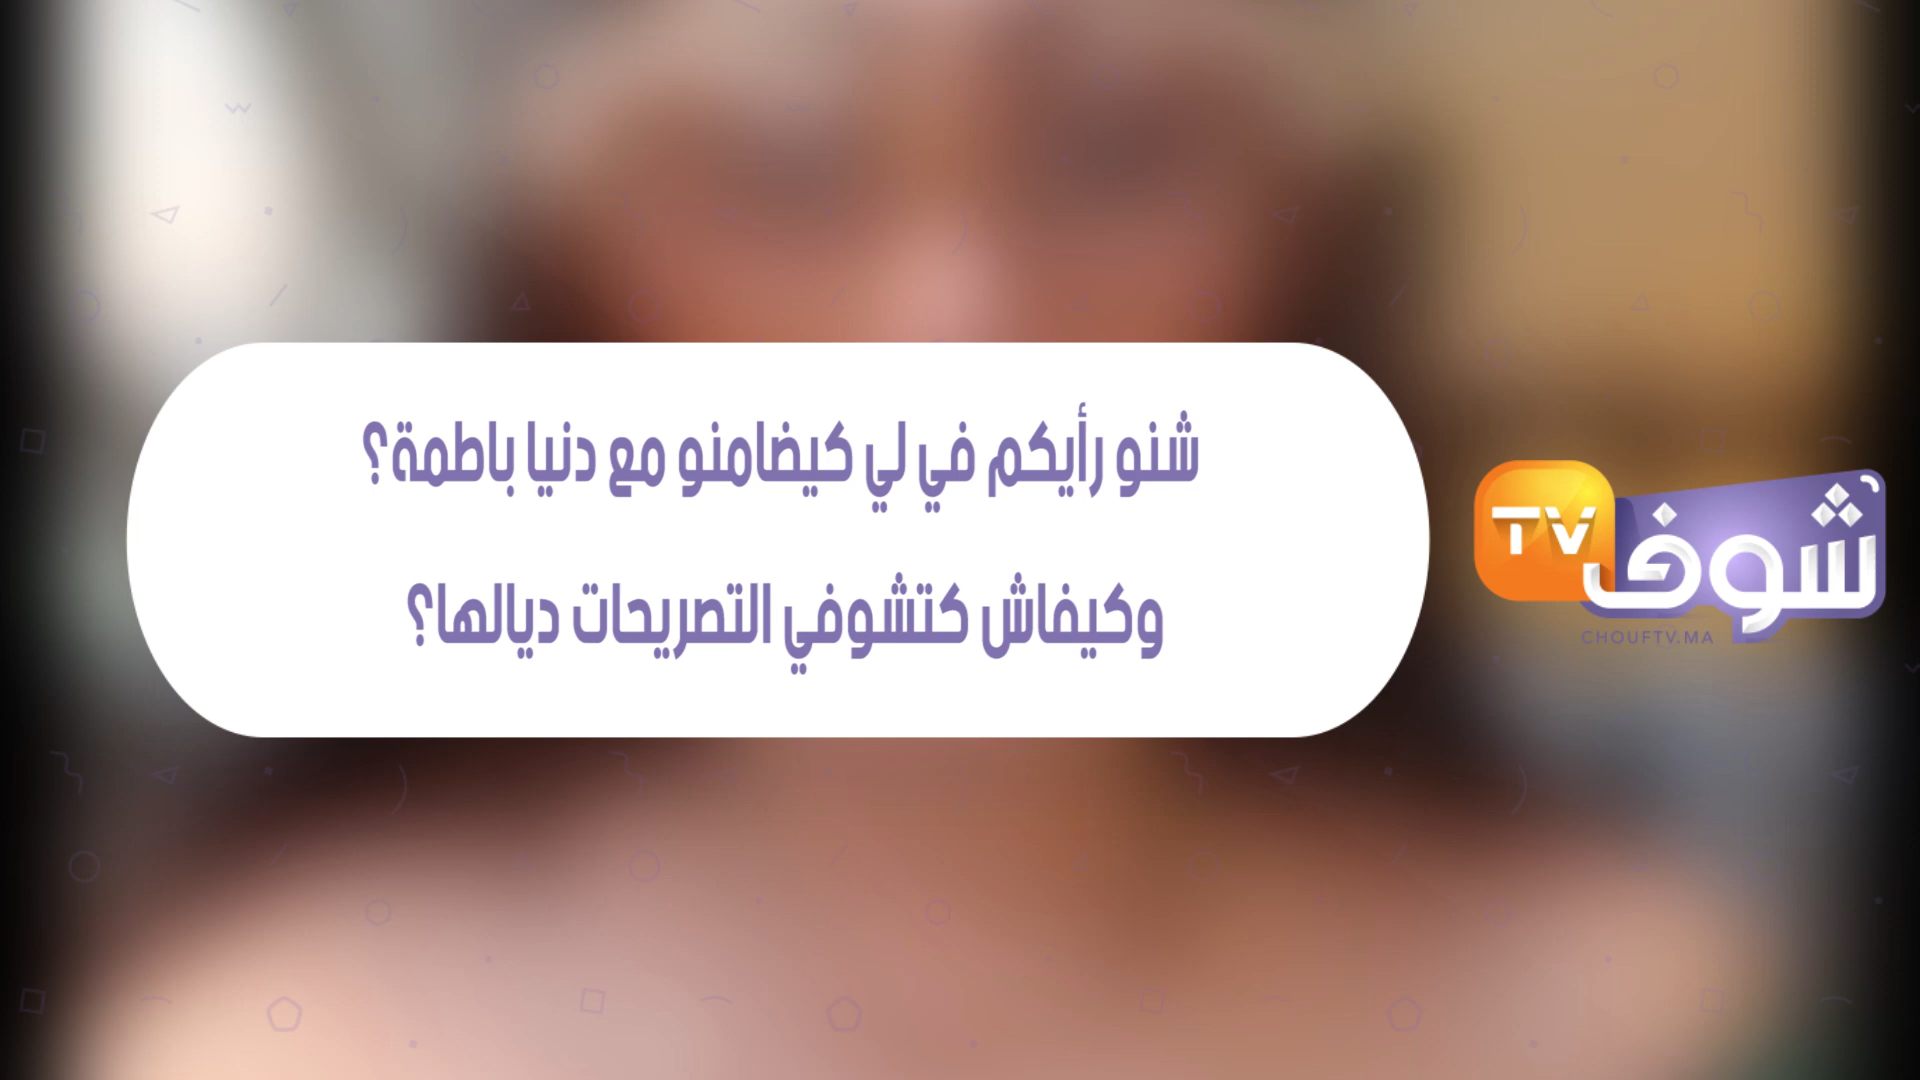 شنو رأيكم في لي كيضامنو مع دنيا باطمة؟
وكيفاش كتشوفي التصريحات ديالها؟
شوف TV
CHOUFTV.MA